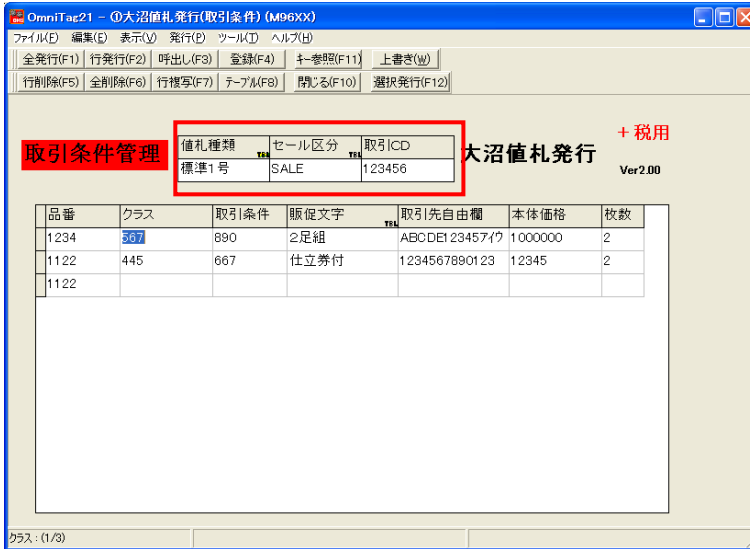 OmniTag21 - ①大沼値札発行(取引条件) (M96XX)
ファイル(F) 編集(E) 表示(V) 発行(P) ツール(T) ヘルプ(H)
全発行(F1) 行発行(F2) 呼出し(F3) 登録(F4) キー参照(F11) 上書き(W)
行削除(F5) 全削除(F6) 行複写(F7) テーブル(F8) 閉じる(F10) 選択発行(F12)
+税用
取引条件管理 大沼値札発行
Ver2.00
値札種類 TBL セール区分 TBL 取引CD
標準1号 SALE 123456
品番 クラス 取引条件 販促文字 TBL 取引先自由欄 本体価格 枚数
1234 567 890 2足組 ABCDE12345アイウ 1000000 2
1122 445 667 仕立券付 1234567890123 12345 2
1122
クラス : (1/3)